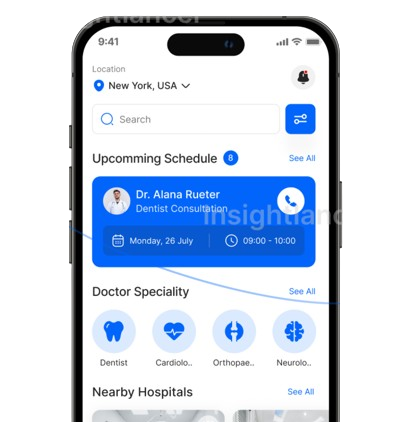 Insightlancer
9:41
Location
New York, USA
Search
Upcomming Schedule 8 See All
Dr. Alana Rueter
Dentist Consultation
Insightlancer
Monday, 26 July 09:00 - 10:00
Doctor Speciality See All
Dentist Cardiolo.. Orthopae.. Neurolo..
Nearby Hospitals See All